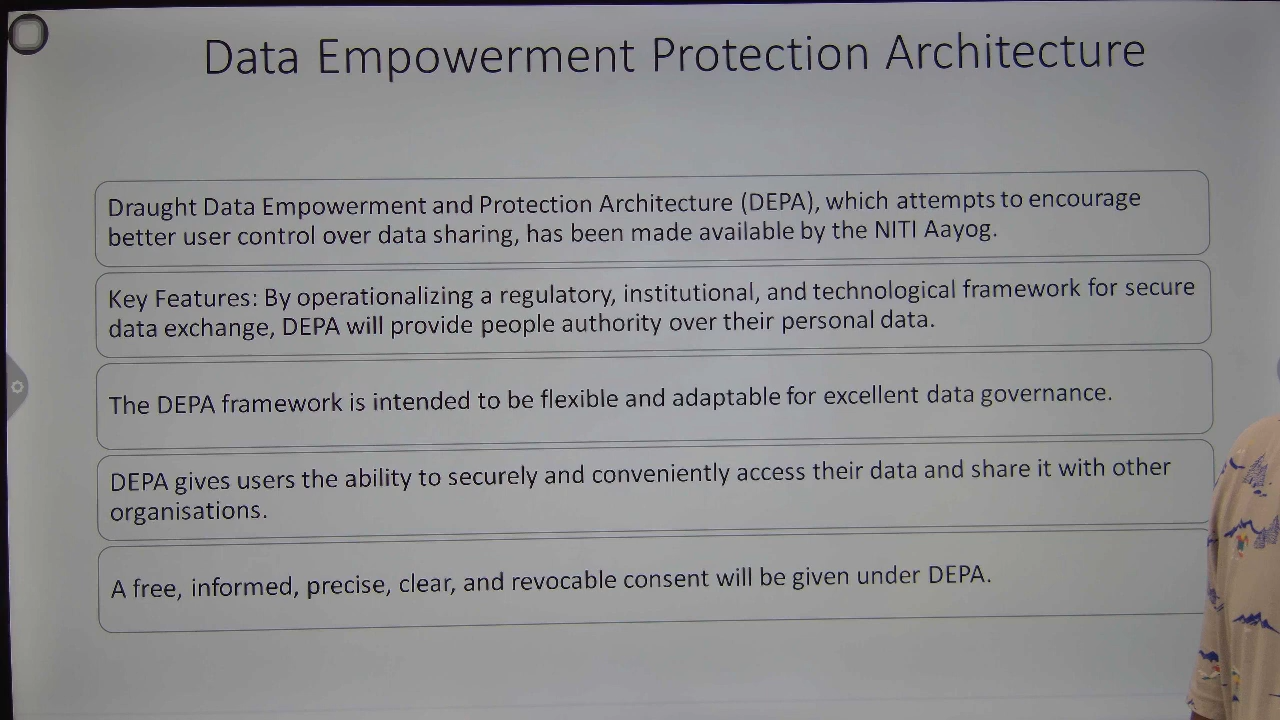 Data Empowerment Protection Architecture
Draught Data Empowerment and Protection Architecture (DEPA), which attempts to encourage
better user control over data sharing, has been made available by the NITI Aayog.
Key Features: By operationalizing a regulatory, institutional, and technological framework for secure
data exchange, DEPA will provide people authority over their personal data.
The DEPA framework is intended to be flexible and adaptable for excellent data governance.
DEPA gives users the ability to securely and conveniently access their data and share it with other
organisations.
A free, informed, precise, clear, and revocable consent will be given under DEPA.